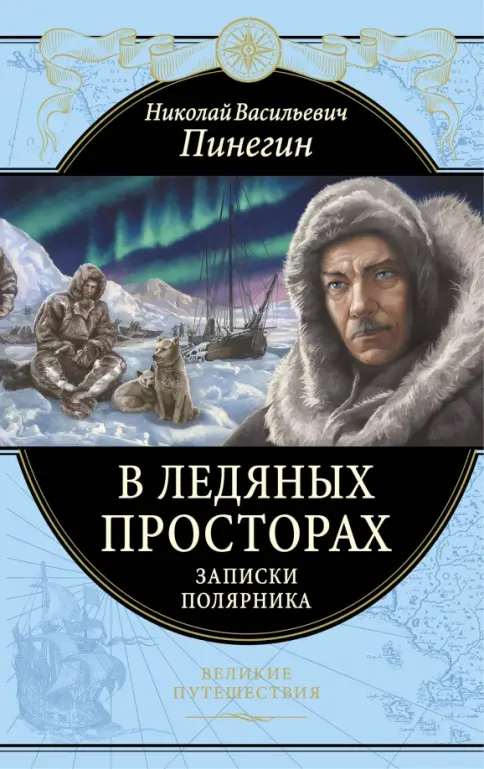 Николай Васильевич
Пинегин
В ЛЕДЯНЫХ
ПРОСТОРАХ
ЗАПИСКИ
ПОЛЯРНИКА
ВЕЛИКИЕ
ПУТЕШЕСТВИЯ